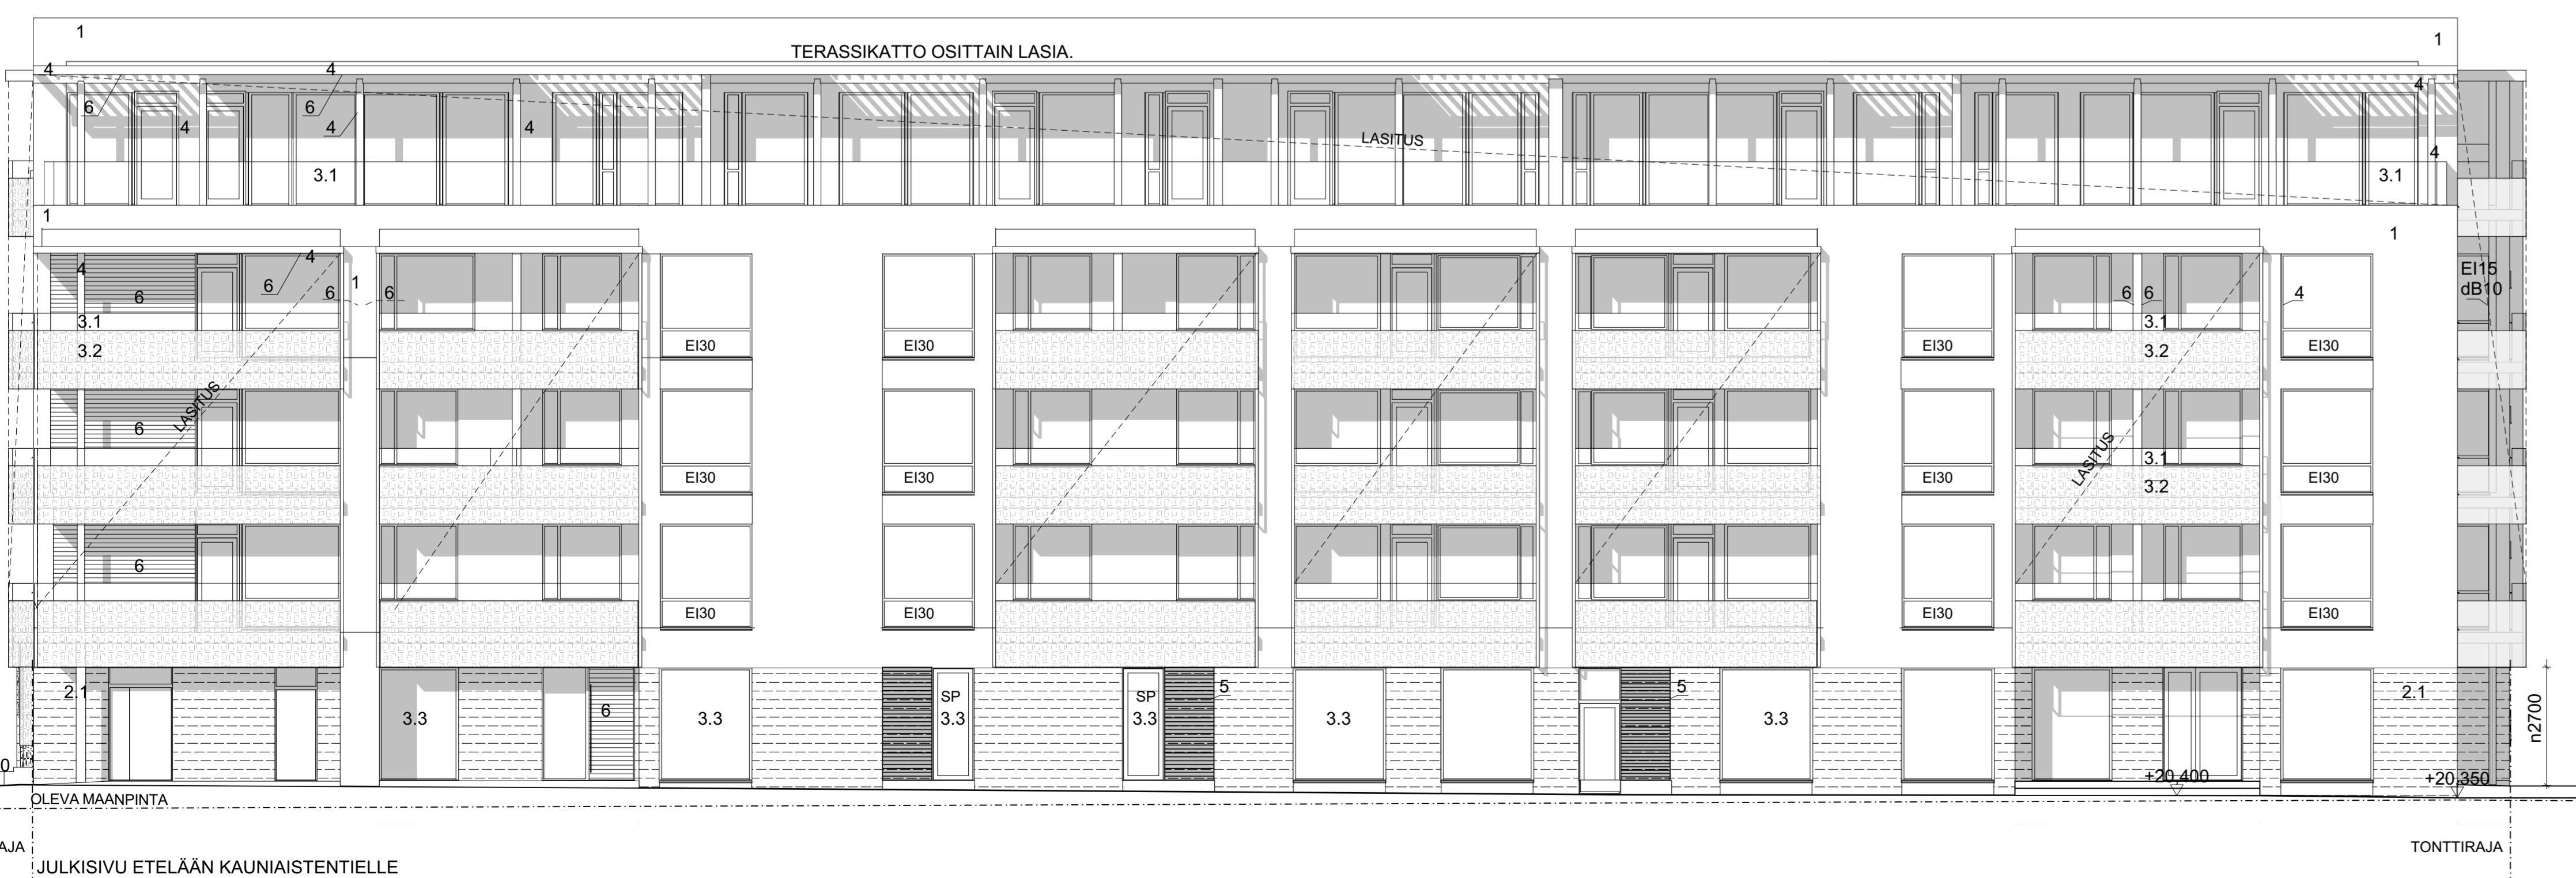 1
1
TERASSIKATTO OSITTAIN LASIA.
4
4
4
6
6
4
4
4
LASITUS
4
3.1
3.1
1
1
4
4
6
6
6
1
6
EI15
dB10
6
6
4
3.1
3.1
3.2
EI30
EI30
EI30
3.2
EI30
LASITUS
6
LASITUS
3.1
EI30
EI30
EI30
3.2
EI30
6
EI30
EI30
EI30
EI30
2.1
5
5
2.1
6
SP
SP
3.3
3.3
3.3
3.3
3.3
3.3
n2700
0
+20,400
+20,350
OLEVA MAANPINTA
AJA
TONTTIRAJA
JULKISIVU ETELÄÄN KAUNIAISTENTIELLE